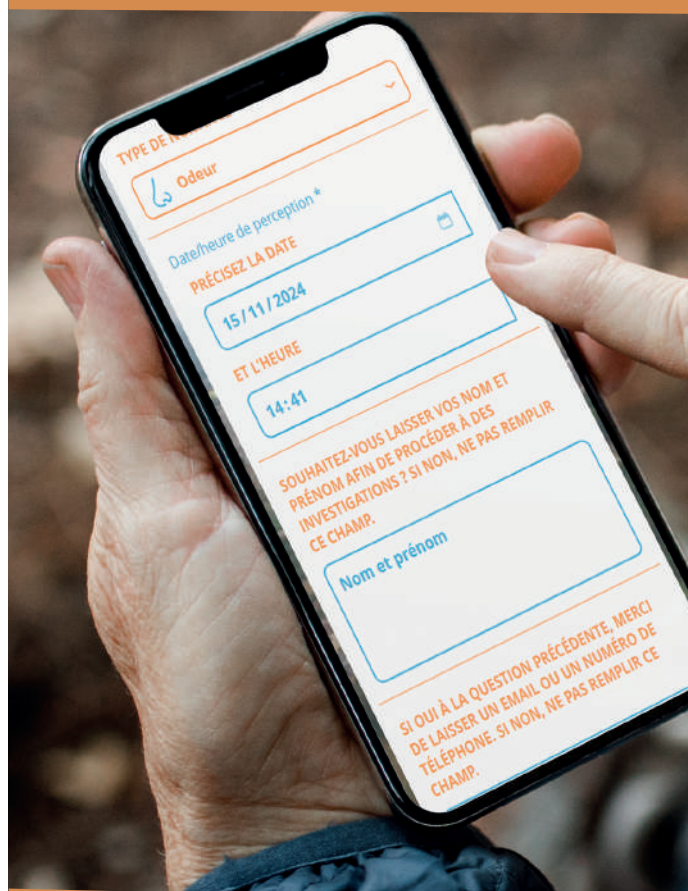 TYPE DE
Odeur
Date/heure de perception *
PRÉCISEZ LA DATE
15/11/2024
ET L'HEURE
14:41
SOUHAITEZ-VOUS LAISSER VOS NOM ET
PRÉNOM AFIN DE PROCÉDER À DES
INVESTIGATIONS ? SI NON, NE PAS REMPLIR
CE CHAMP.
Nom et prénom
SI OUI À LA QUESTION PRÉCÉDENTE, MERCI
DE LAISSER UN EMAIL OU UN NUMÉRO DE
TÉLÉPHONE. SI NON, NE PAS REMPLIR CE
CHAMP.